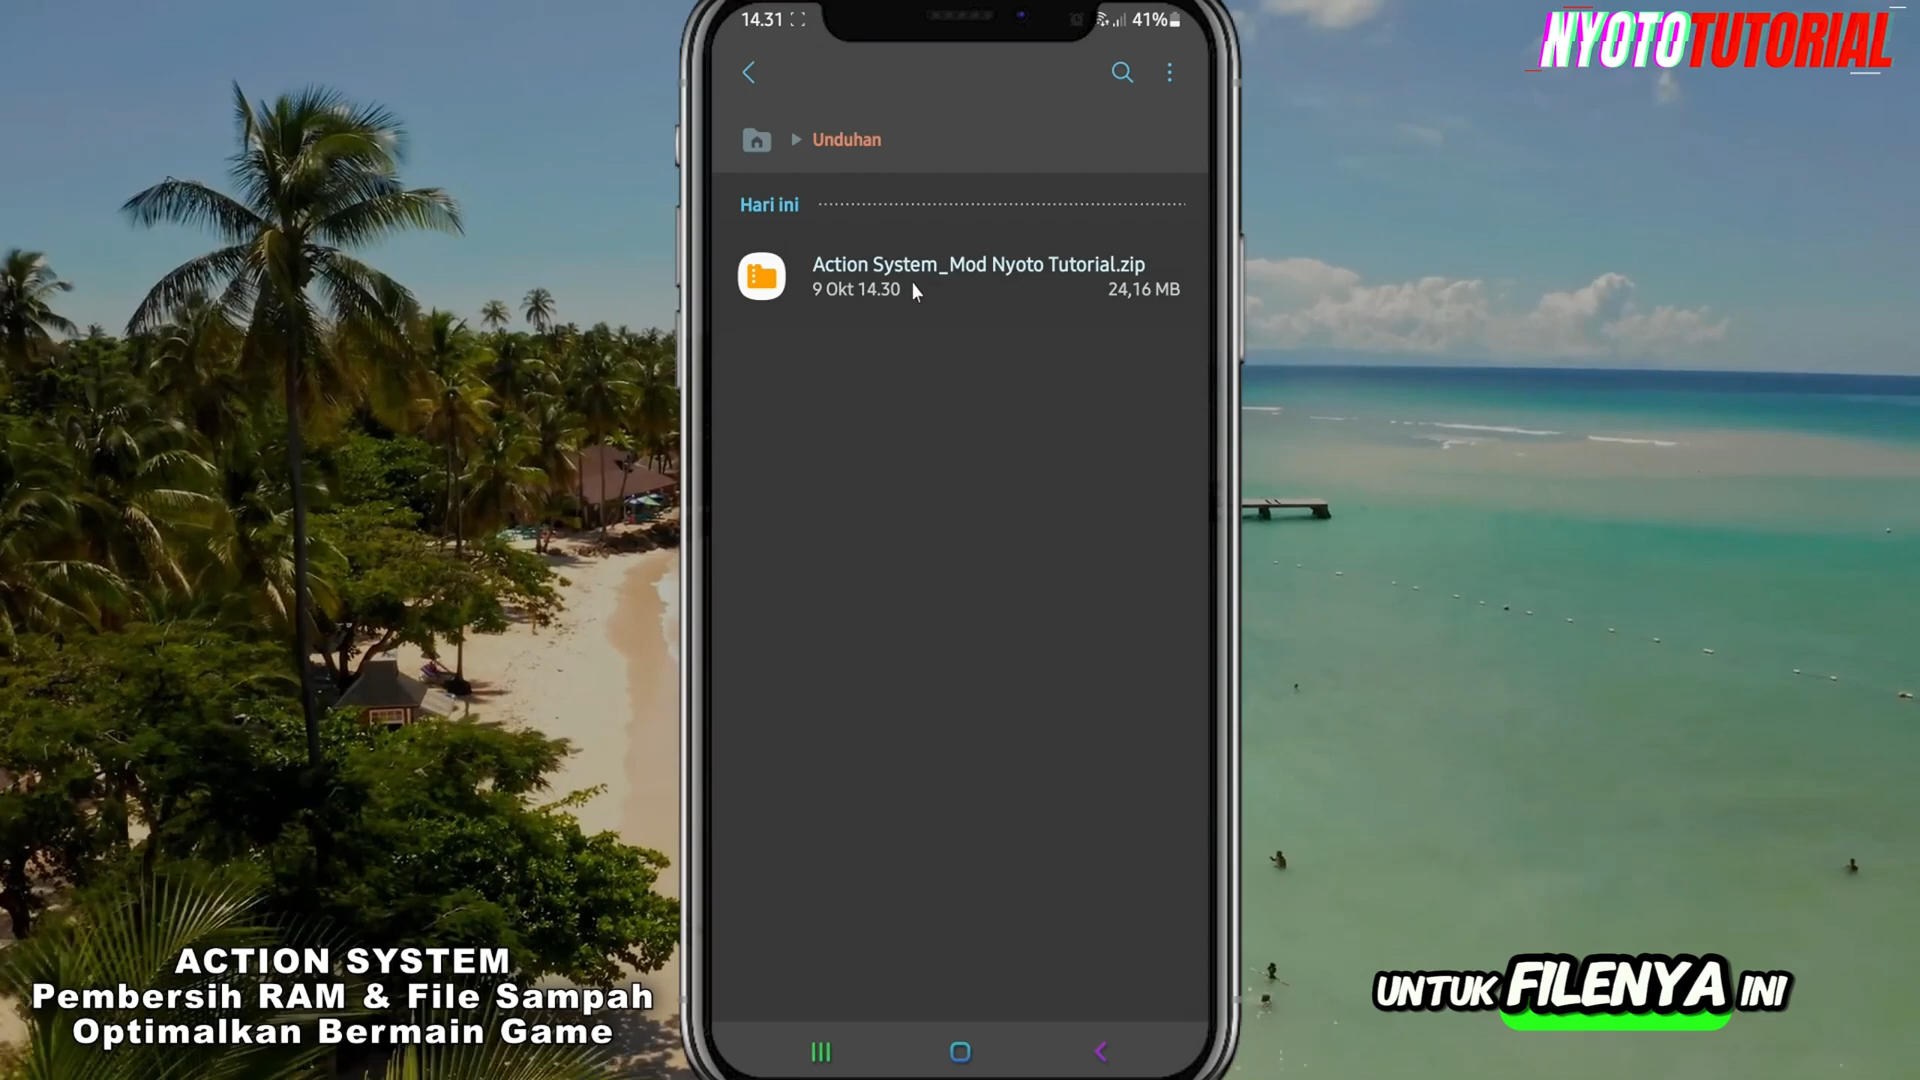 14.31
41%
NYOTOTUTORIAL
Unduhan
Hari ini
Action System_Mod Nyoto Tutorial.zip
9 Okt 14.30
24,16 MB
ACTION SYSTEM
Pembersih RAM & File Sampah
Optimalkan Bermain Game
UNTUK FILENYA INI